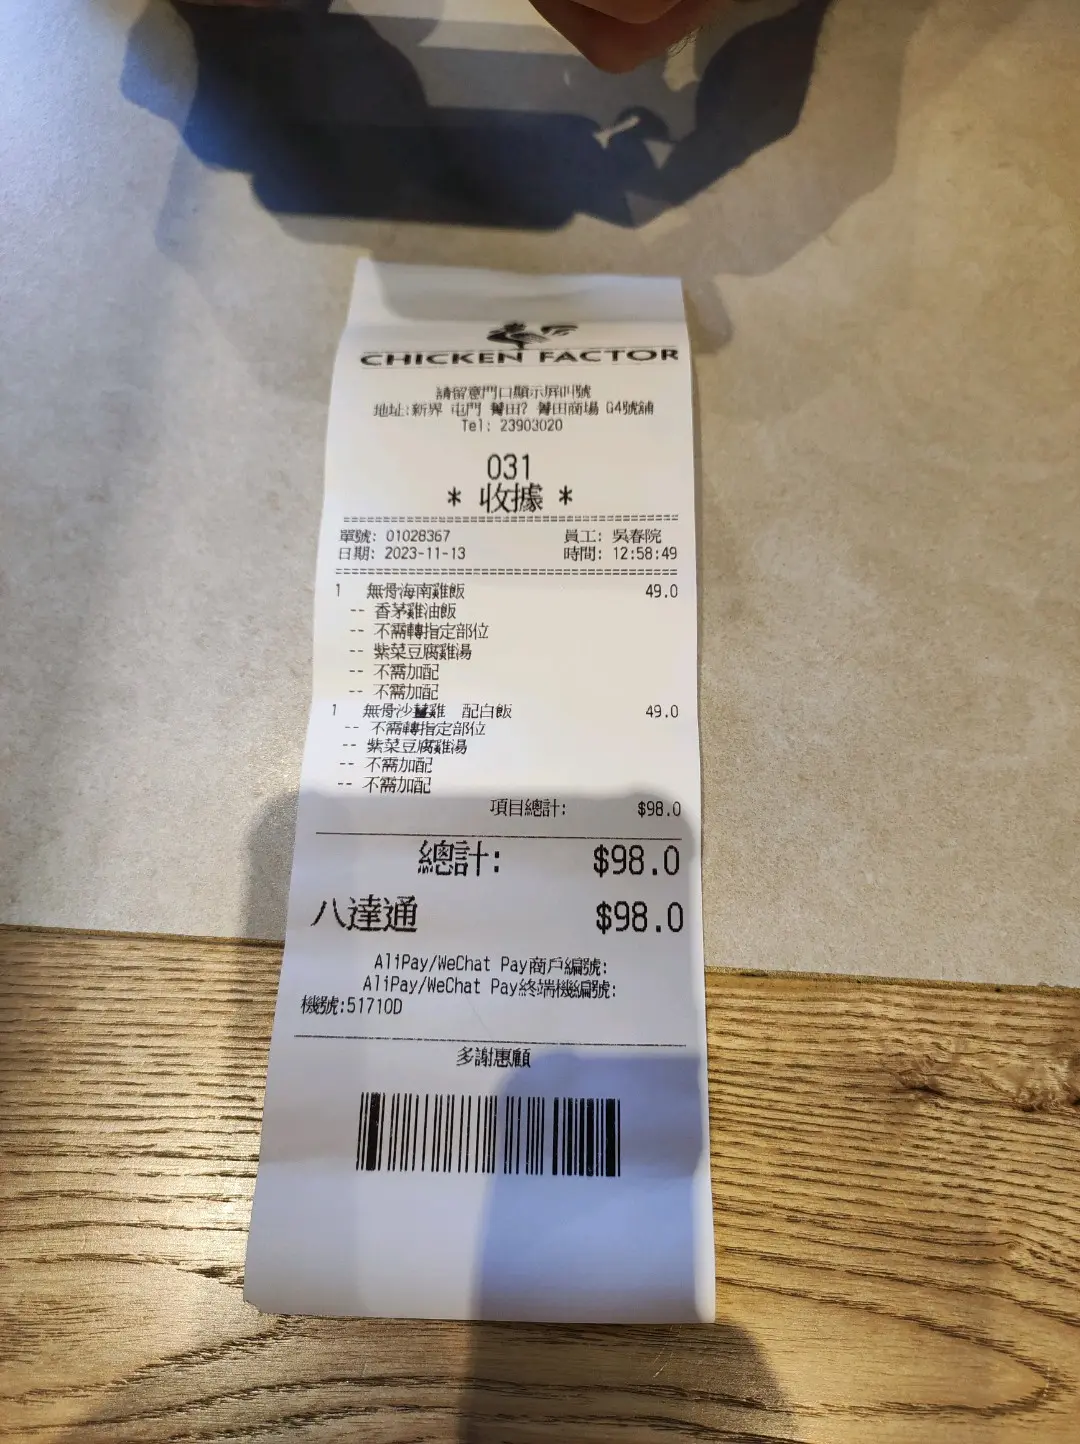 CHICKEN FACTOR
請留意門口顯示屏叫號
地址:新界 屯門 田? 田商場 G4號舖
Tel: 23903020
031
* 收據 *
單號: 01028367 員工: 吳春院
日期: 2023-11-13 時間: 12:58:49
1 無骨海南雞飯 49.0
-- 香茅雞油飯
-- 不需轉指定部位
-- 紫菜豆腐雞湯
-- 不需加配
-- 不需加配
1 無骨沙薑雞 配白飯 49.0
-- 不需轉指定部位
-- 紫菜豆腐雞湯
-- 不需加配
-- 不需加配
項目總計: $98.0
總計: $98.0
八達通 $98.0
AliPay/WeChat Pay商戶編號:
AliPay/WeChat Pay終端機編號:
機號:51710D
多謝惠顧